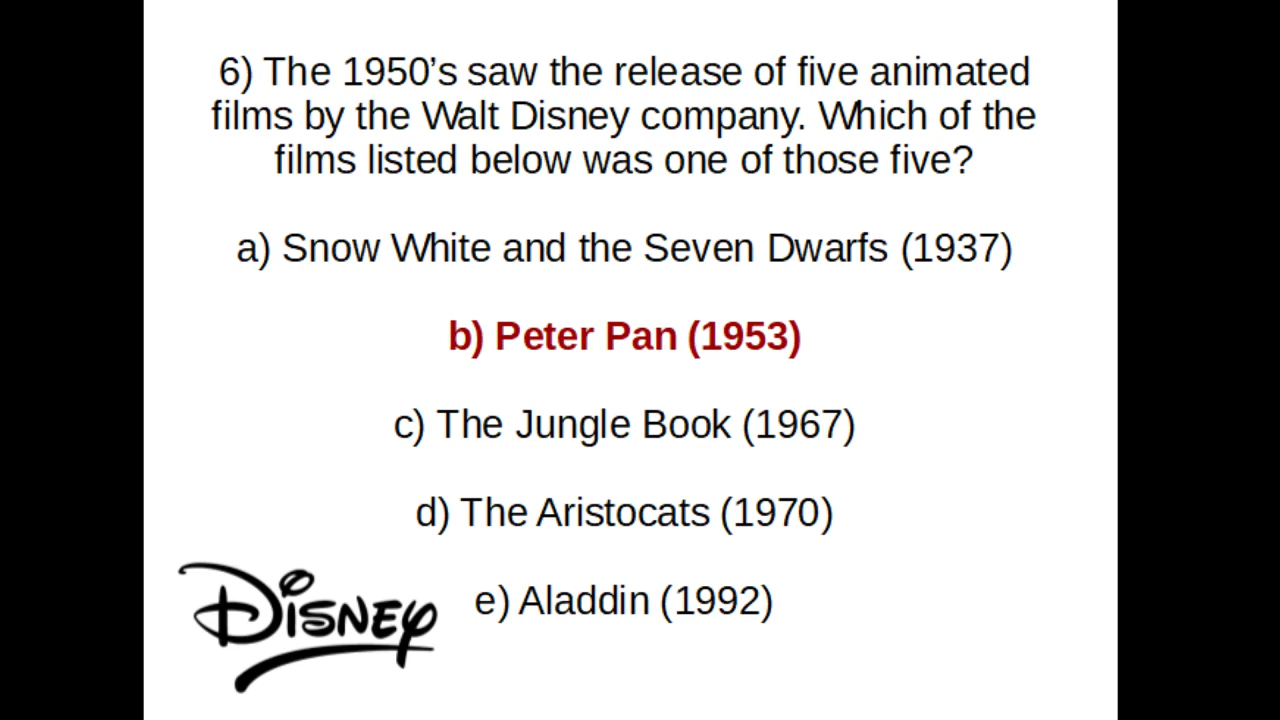 6) The 1950’s saw the release of five animated
films by the Walt Disney company. Which of the
films listed below was one of those five?
a) Snow White and the Seven Dwarfs (1937)
b) Peter Pan (1953)
c) The Jungle Book (1967)
d) The Aristocats (1970)
e) Aladdin (1992)
Disney